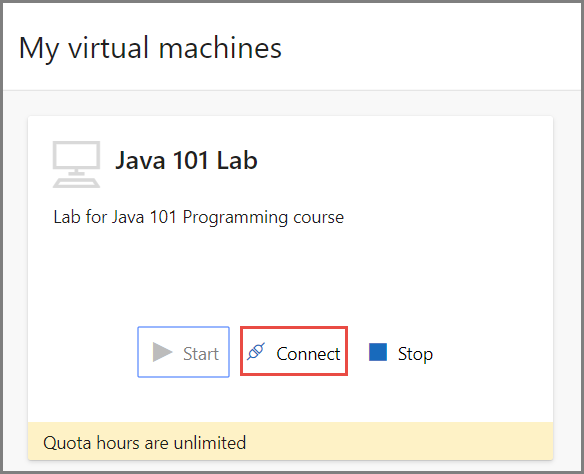 My virtual machines
Java 101 Lab
Lab for Java 101 Programming course
Start Connect Stop
Quota hours are unlimited